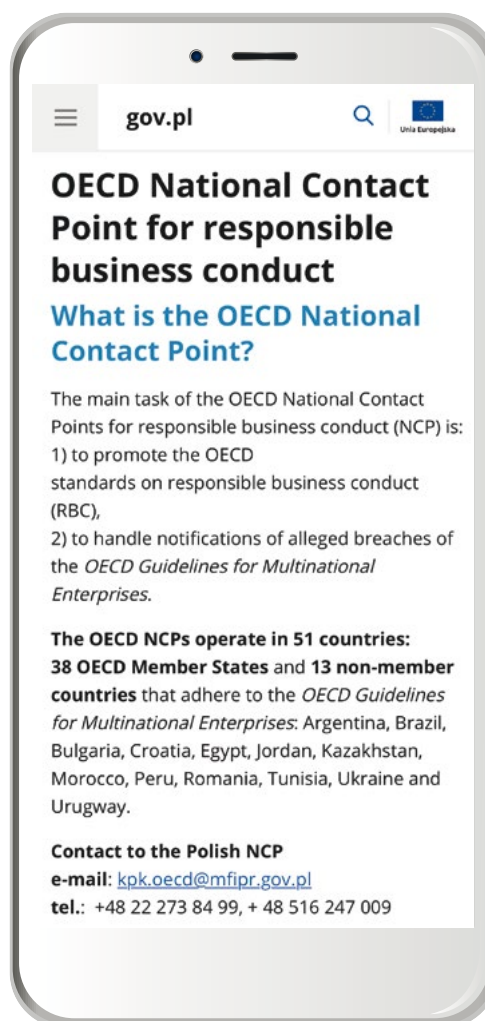 gov.pl
Unia Europejska
OECD National Contact
Point for responsible
business conduct
What is the OECD National
Contact Point?
The main task of the OECD National Contact
Points for responsible business conduct (NCP) is:
1) to promote the OECD
standards on responsible business conduct
(RBC),
2) to handle notifications of alleged breaches of
the OECD Guidelines for Multinational
Enterprises.
The OECD NCPs operate in 51 countries:
38 OECD Member States and 13 non-member
countries that adhere to the OECD Guidelines
for Multinational Enterprises: Argentina, Brazil,
Bulgaria, Croatia, Egypt, Jordan, Kazakhstan,
Morocco, Peru, Romania, Tunisia, Ukraine and
Urugway.
Contact to the Polish NCP
e-mail: kpk.oecd@mfipr.gov.pl
tel.: +48 22 273 84 99, + 48 516 247 009